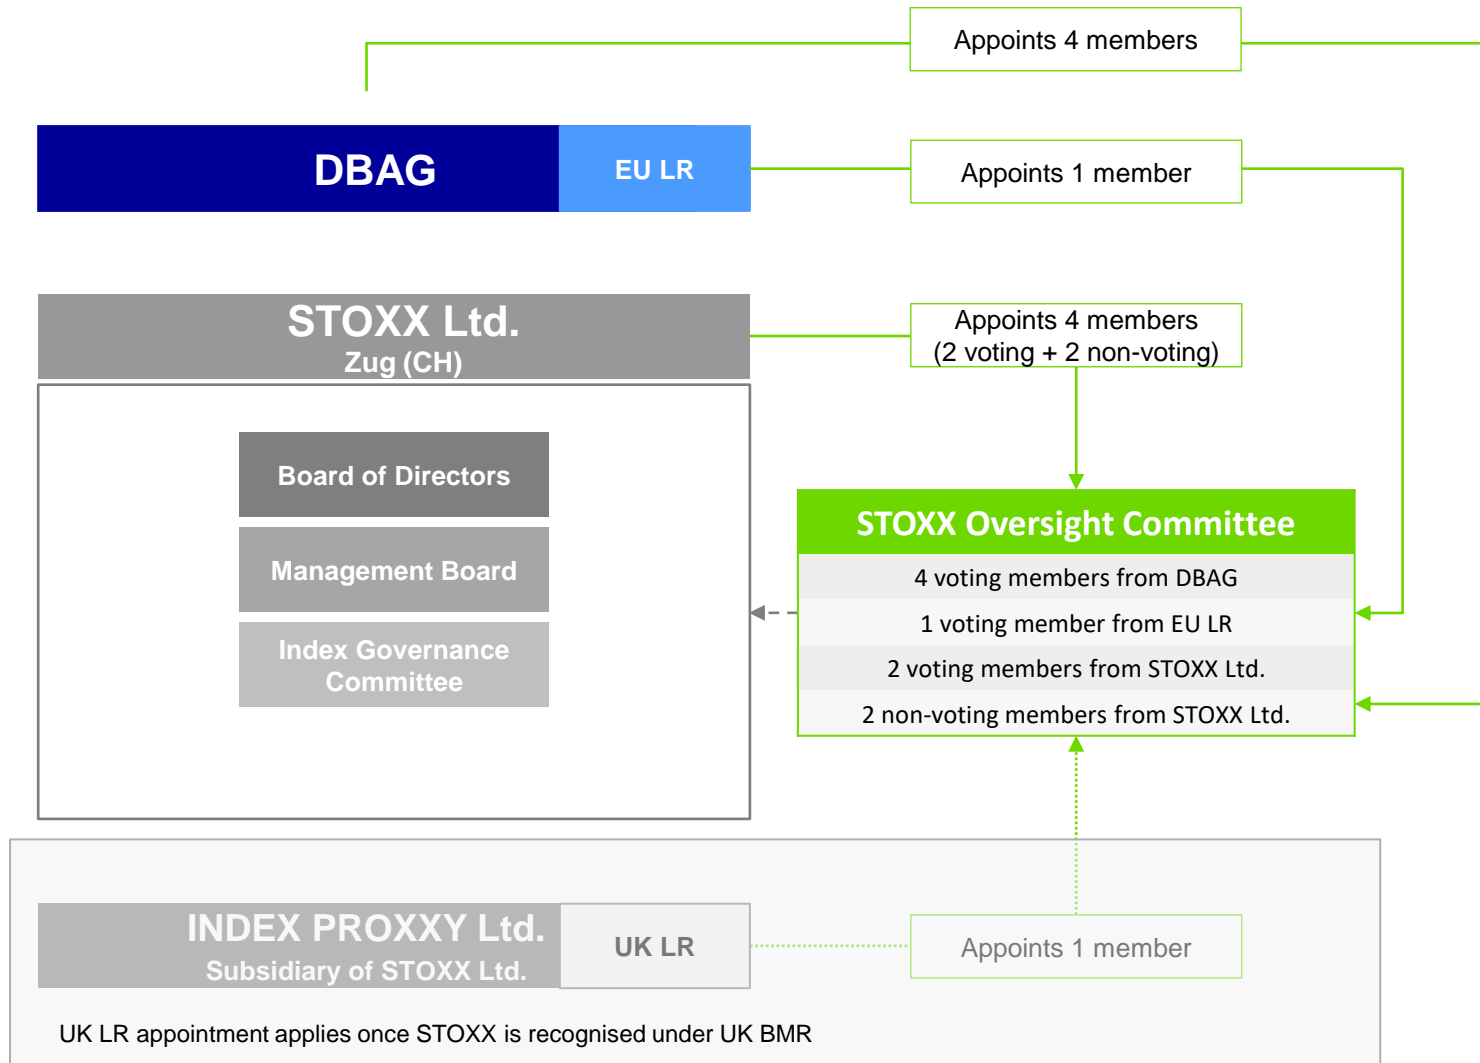 Appoints 4 members
DBAG
EU LR
Appoints 1 member
STOXX Ltd.
Zug (CH)
Appoints 4 members
(2 voting + 2 non-voting)
Board of Directors
Management Board
Index Governance
Committee
STOXX Oversight Committee
4 voting members from DBAG
1 voting member from EU LR
2 voting members from STOXX Ltd.
2 non-voting members from STOXX Ltd.
INDEX PROXXY Ltd.
Subsidiary of STOXX Ltd.
UK LR
Appoints 1 member
UK LR appointment applies once STOXX is recognised under UK BMR